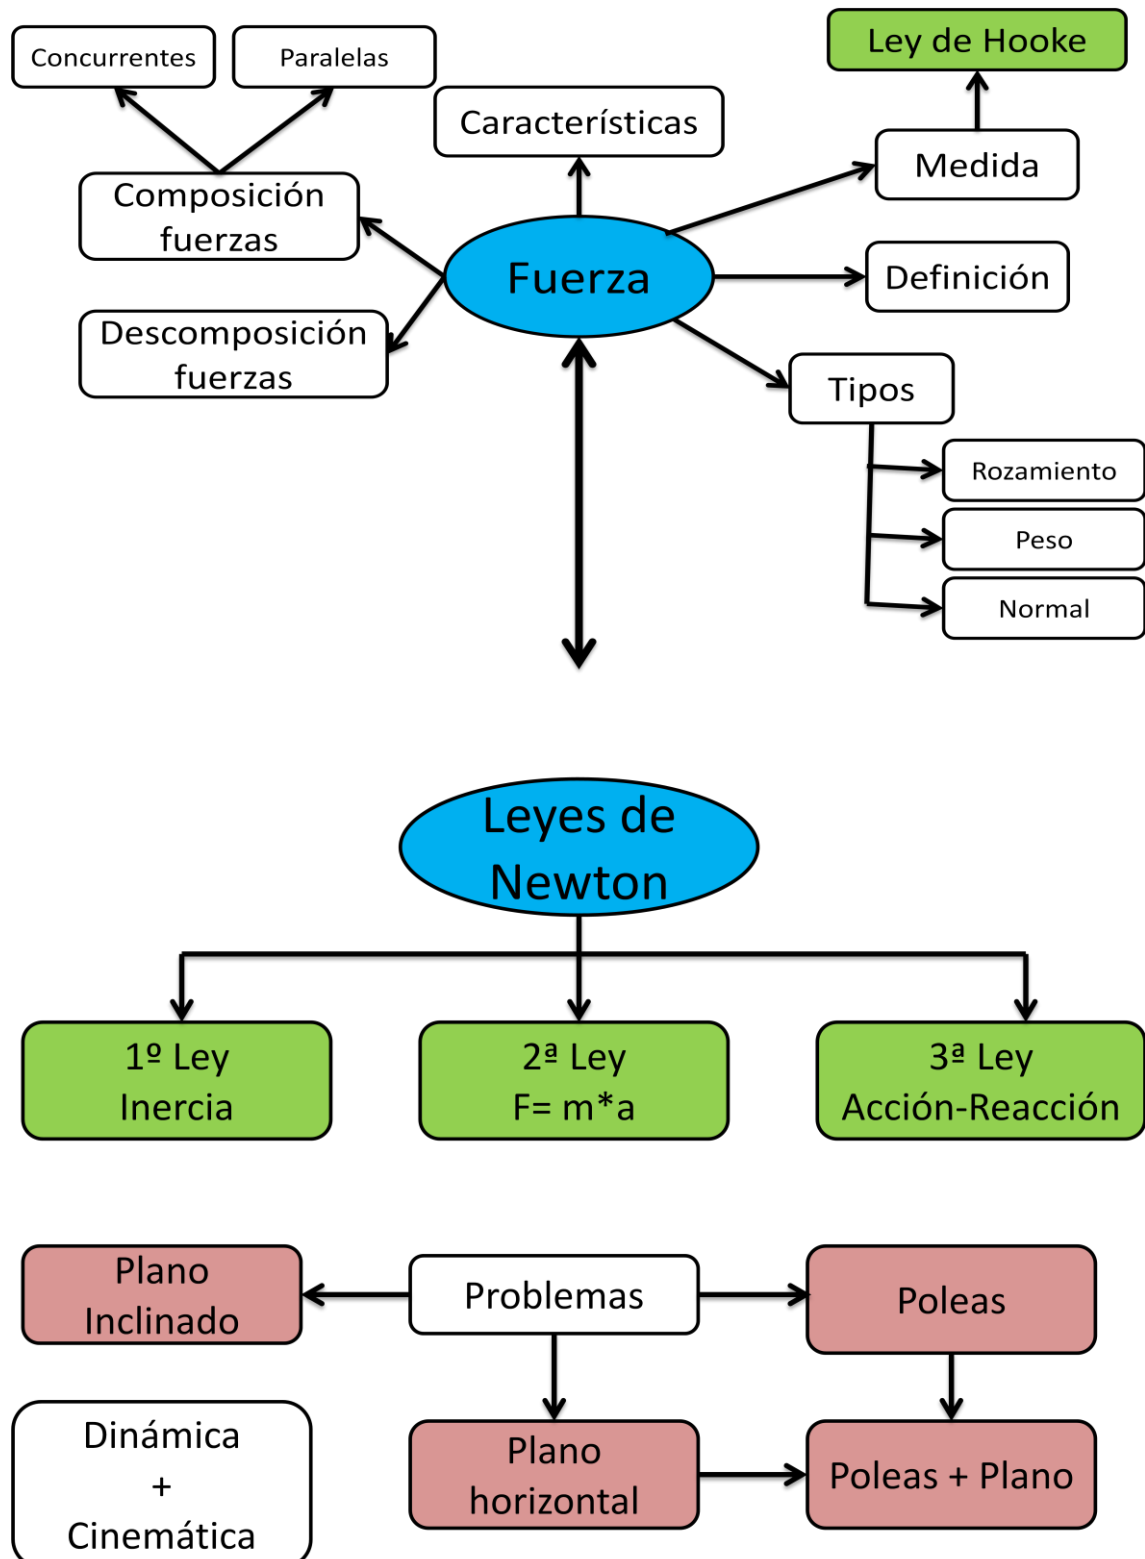 Concurrentes
Paralelas
Ley de Hooke
Características
Medida
Composición
fuerzas
Fuerza
Definición
Descomposición
fuerzas
Tipos
Rozamiento
Peso
Normal
Leyes de
Newton
1º Ley
Inercia
2ª Ley
F= m*a
3ª Ley
Acción-Reacción
Plano
Inclinado
Problemas
Poleas
Dinámica
+
Cinemática
Plano
horizontal
Poleas + Plano